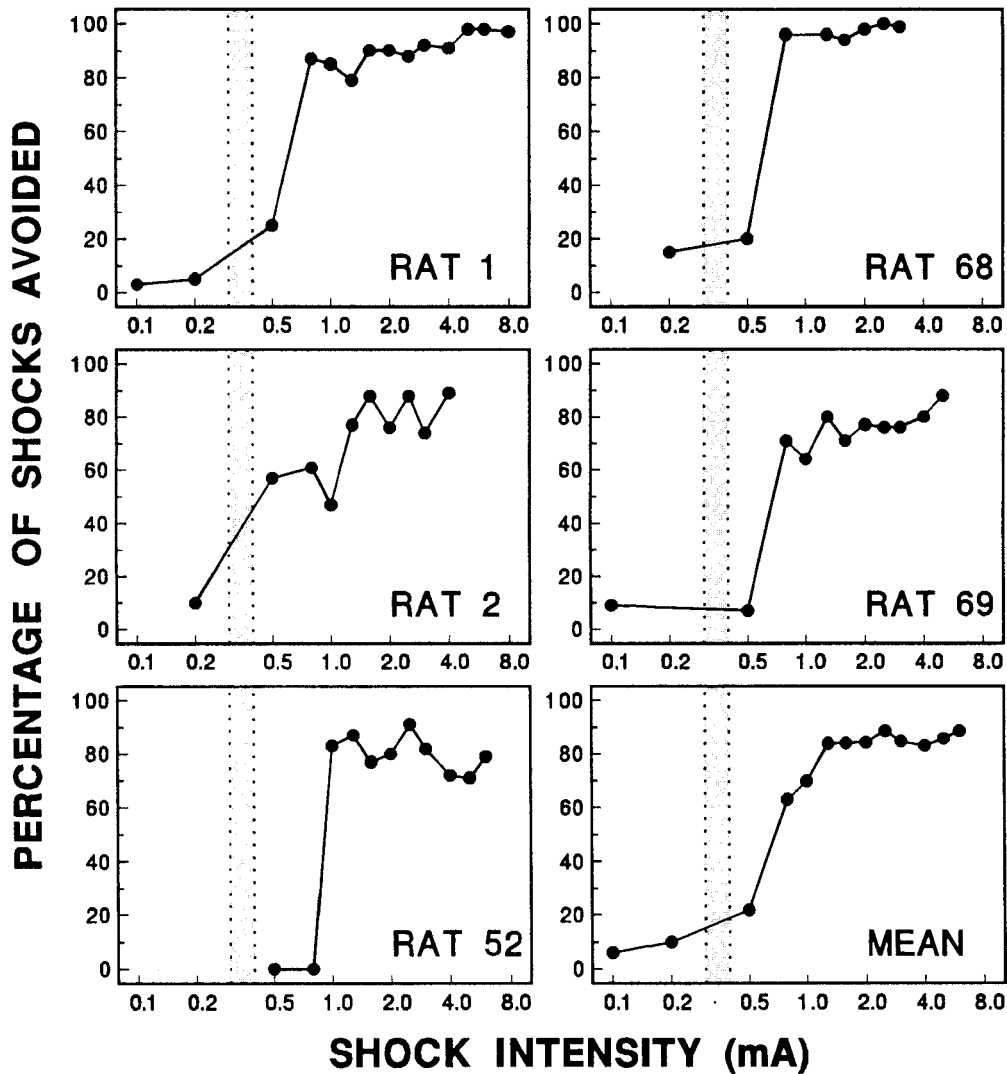 PERCENTAGE OF SHOCKS AVOIDED
100
80
60
40
20
0
RAT 1
0.1 0.2 0.5 1.0 2.0 4.0 8.0
100
80
60
40
20
0
RAT 68
0.1 0.2 0.5 1.0 2.0 4.0 8.0
100
80
60
40
20
0
RAT 2
0.1 0.2 0.5 1.0 2.0 4.0 8.0
100
80
60
40
20
0
RAT 69
0.1 0.2 0.5 1.0 2.0 4.0 8.0
100
80
60
40
20
0
RAT 52
0.1 0.2 0.5 1.0 2.0 4.0 8.0
100
80
60
40
20
0
MEAN
0.1 0.2 0.5 1.0 2.0 4.0 8.0
SHOCK INTENSITY (mA)